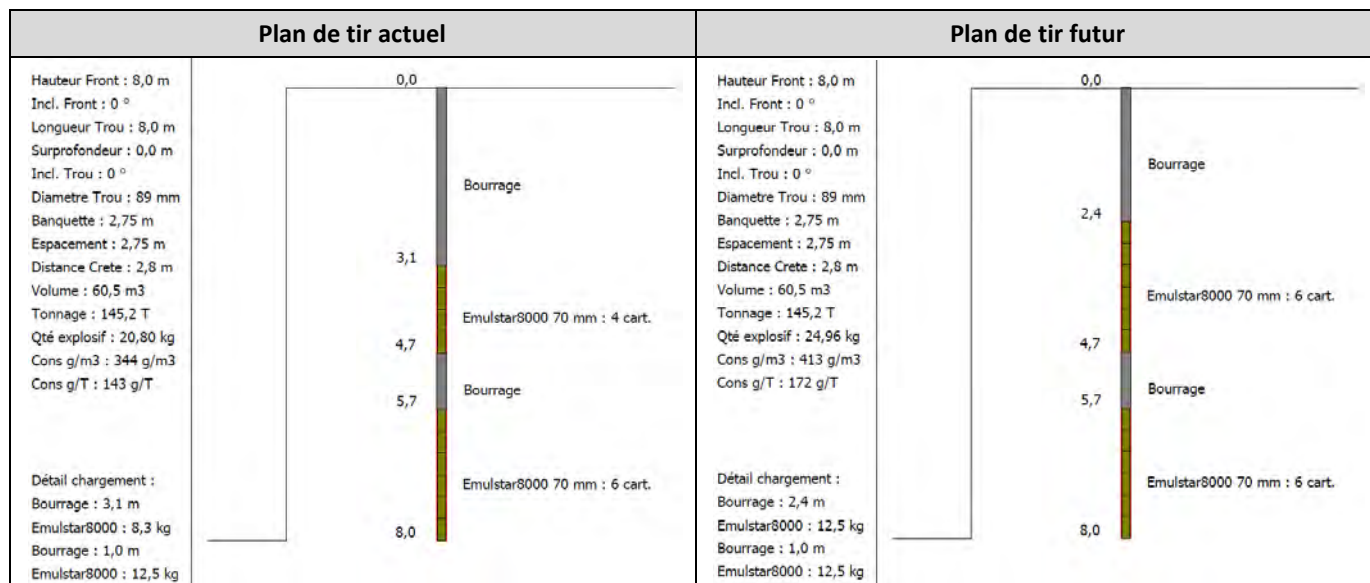 Plan de tir actuel
Hauteur Front : 8,0 m
Incl. Front : 0 °
Longueur Trou : 8,0 m
Surprofondeur : 0,0 m
Incl. Trou : 0 °
Diametre Trou : 89 mm
Banquette : 2,75 m
Espacement : 2,75 m
Distance Crete : 2,8 m
Volume : 60,5 m3
Tonnage : 145,2 T
Qté explosif : 20,80 kg
Cons g/m3 : 344 g/m3
Cons g/T : 143 g/T
Détail chargement :
Bourrage : 3,1 m
Emulstar8000 : 8,3 kg
Bourrage : 1,0 m
Emulstar8000 : 12,5 kg
0,0
Bourrage
3,1
Emulstar8000 70 mm : 4 cart.
4,7
Bourrage
5,7
Emulstar8000 70 mm : 6 cart.
8,0
Plan de tir futur
Hauteur Front : 8,0 m
Incl. Front : 0 °
Longueur Trou : 8,0 m
Surprofondeur : 0,0 m
Incl. Trou : 0 °
Diametre Trou : 89 mm
Banquette : 2,75 m
Espacement : 2,75 m
Distance Crete : 2,8 m
Volume : 60,5 m3
Tonnage : 145,2 T
Qté explosif : 24,96 kg
Cons g/m3 : 413 g/m3
Cons g/T : 172 g/T
Détail chargement :
Bourrage : 2,4 m
Emulstar8000 : 12,5 kg
Bourrage : 1,0 m
Emulstar8000 : 12,5 kg
0,0
Bourrage
2,4
Emulstar8000 70 mm : 6 cart.
4,7
Bourrage
5,7
Emulstar8000 70 mm : 6 cart.
8,0